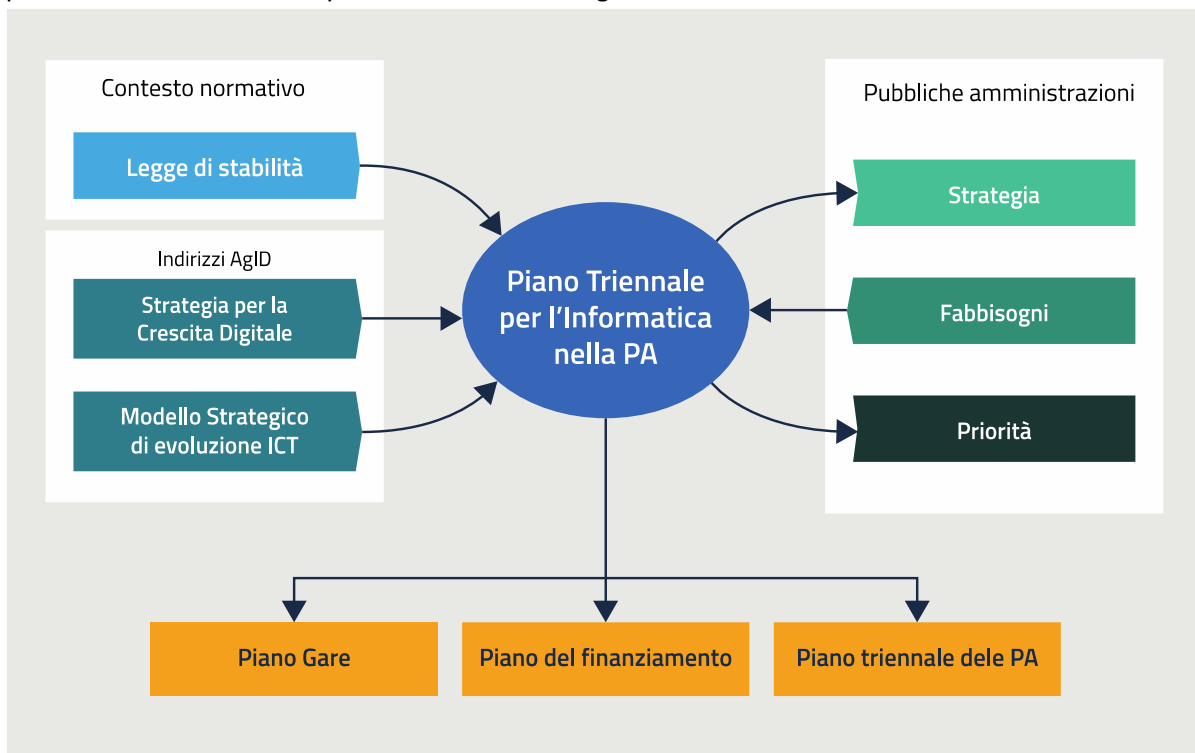 Contesto normativo
Legge di stabilità
Indirizzi AgID
Strategia per la
Crescita Digitale
Modello Strategico
di evoluzione ICT
Piano Triennale
per l'Informatica
nella PA
Pubbliche amministrazioni
Strategia
Fabbisogni
Priorità
Piano Gare
Piano del finanziamento
Piano triennale dele PA